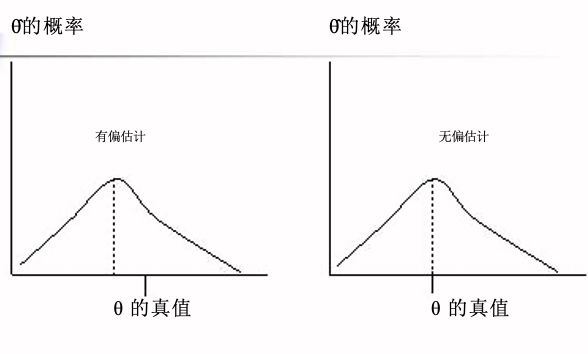 θ̂的概率
θ̂的概率
有偏估计
无偏估计
θ 的真值
θ 的真值